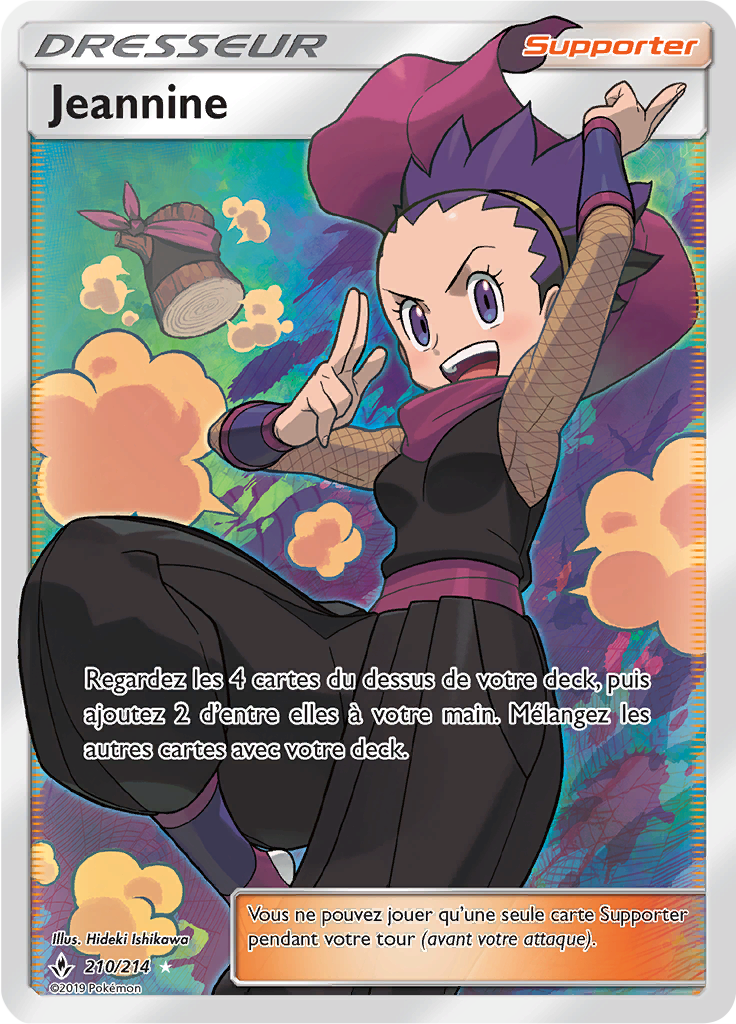 DRESSEUR
Supporter
Jeannine
Regardez les 4 cartes du dessus de votre deck, puis
ajoutez 2 d'entre elles à votre main. Mélangez les
autres cartes avec votre deck.
Vous ne pouvez jouer qu'une seule carte Supporter
pendant votre tour (avant votre attaque).
Illus. Hideki Ishikawa
210/214
©2019 Pokémon